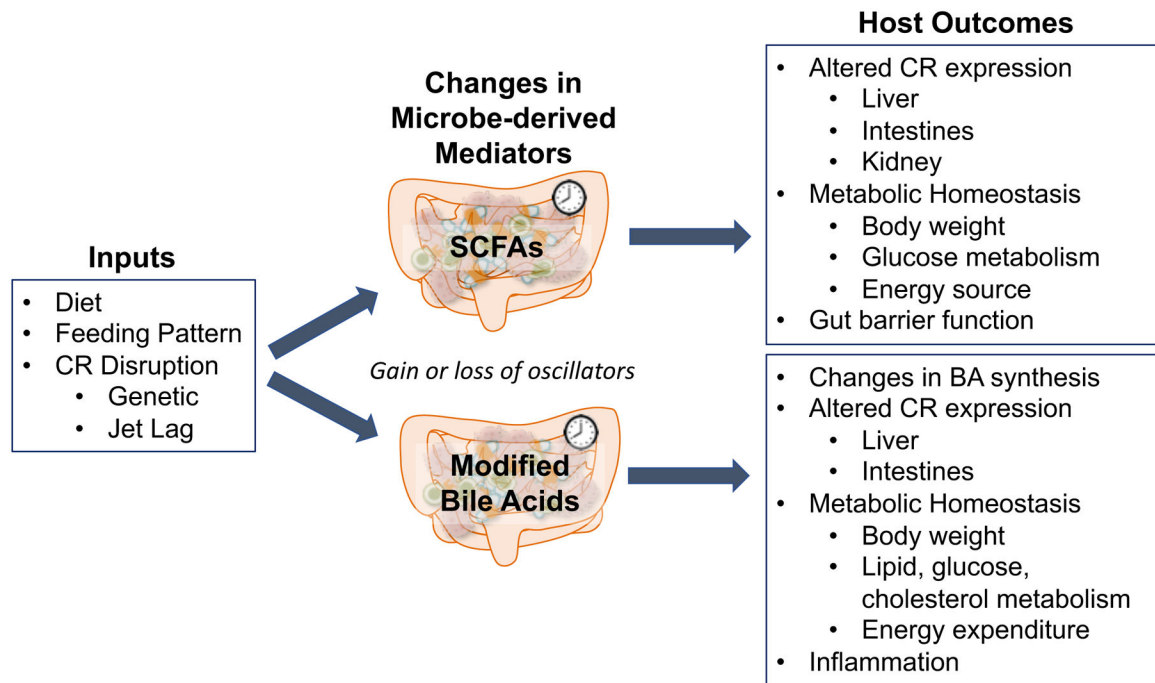 Inputs
• Diet
• Feeding Pattern
• CR Disruption
• Genetic
• Jet Lag
Changes in
Microbe-derived
Mediators
SCFAs
Gain or loss of oscillators
Modified
Bile Acids
Host Outcomes
• Altered CR expression
• Liver
• Intestines
• Kidney
• Metabolic Homeostasis
• Body weight
• Glucose metabolism
• Energy source
• Gut barrier function
• Changes in BA synthesis
• Altered CR expression
• Liver
• Intestines
• Metabolic Homeostasis
• Body weight
• Lipid, glucose,
cholesterol metabolism
• Energy expenditure
• Inflammation